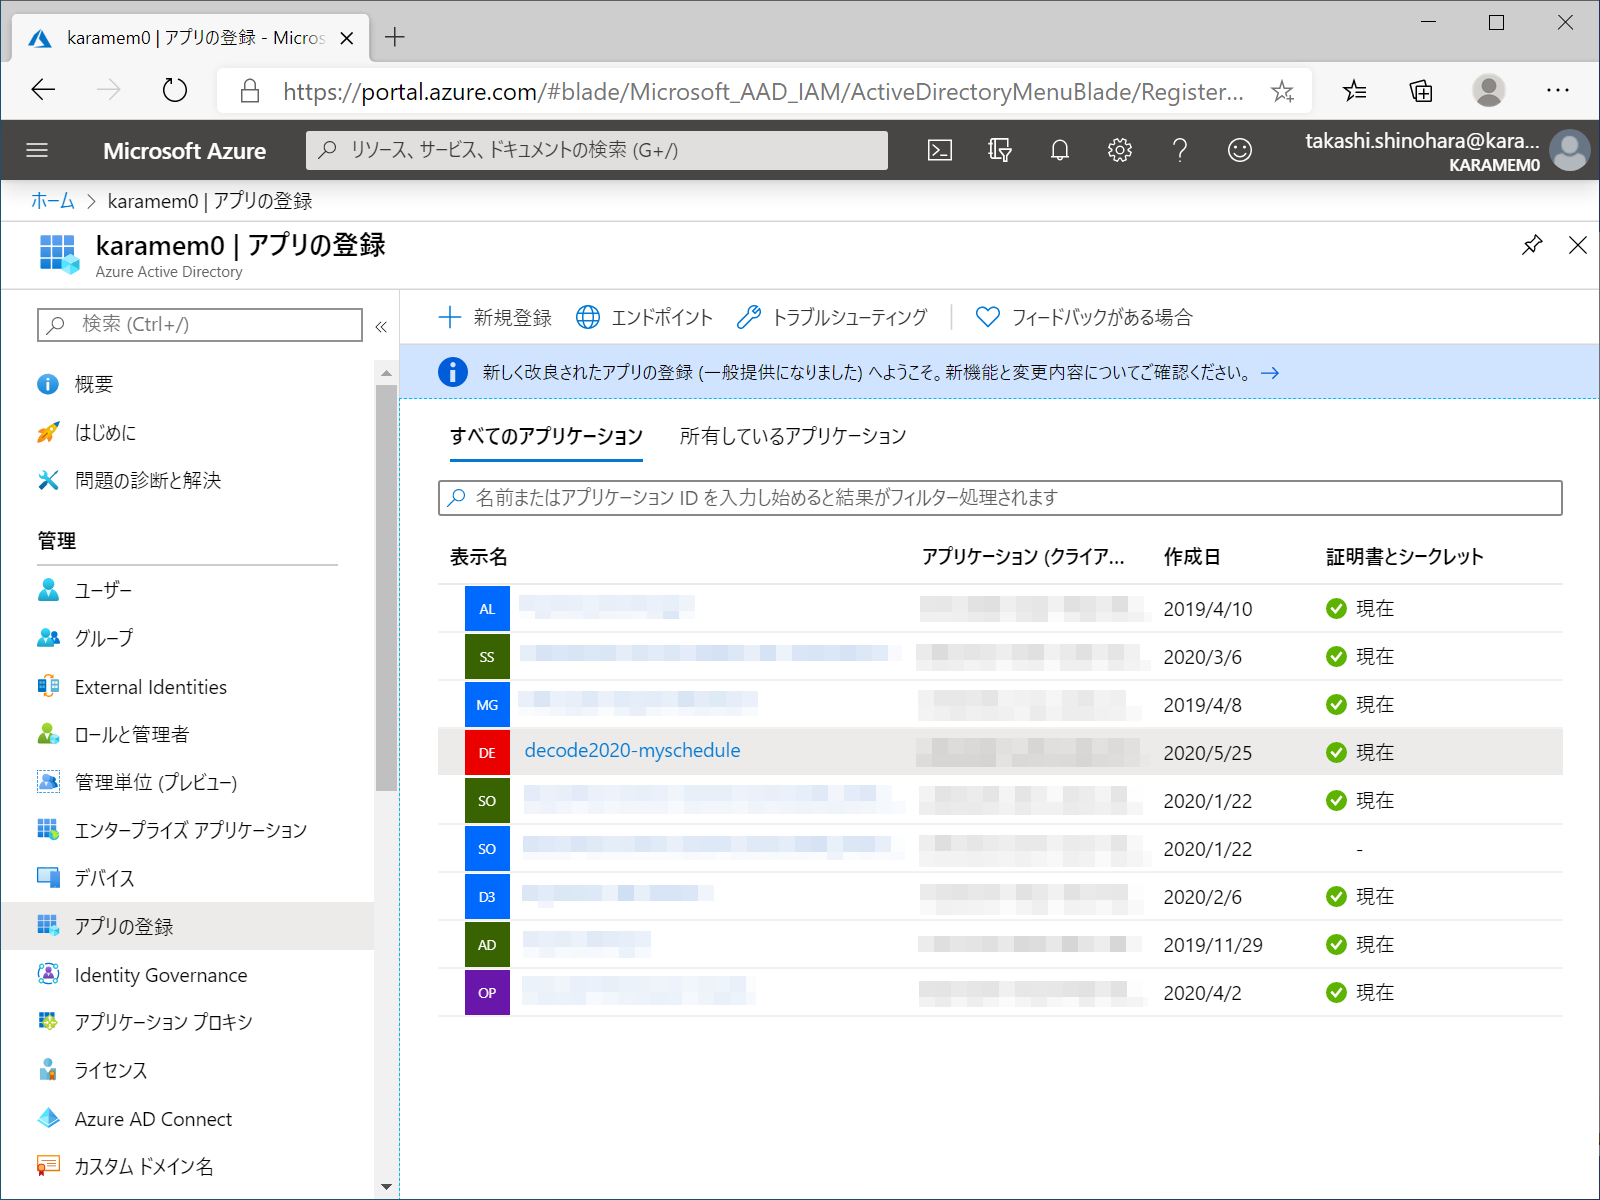 karamem0 | アプリの登録 - Micros
https://portal.azure.com/#blade/Microsoft_AAD_IAM/ActiveDirectoryMenuBlade/Register...
Microsoft Azure
リソース、サービス、ドキュメントの検索 (G+/)
takashi.shinohara@kara...
KARAMEM0
ホーム > karamem0 | アプリの登録
karamem0 | アプリの登録
Azure Active Directory
検索 (Ctrl+/)
«
概要
はじめに
問題の診断と解決
管理
ユーザー
グループ
External Identities
ロールと管理者
管理単位 (プレビュー)
エンタープライズ アプリケーション
デバイス
アプリの登録
Identity Governance
アプリケーション プロキシ
ライセンス
Azure AD Connect
カスタム ドメイン名
新規登録 エンドポイント トラブルシューティング フィードバックがある場合
新しく改良されたアプリの登録 (一般提供になりました) へようこそ。新機能と変更内容についてご確認ください。 →
すべてのアプリケーション 所有しているアプリケーション
名前またはアプリケーション ID を入力し始めると結果がフィルター処理されます
表示名 アプリケーション (クライア... 作成日 証明書とシークレット
AL 2019/4/10 現在
SS 2020/3/6 現在
MG 2019/4/8 現在
DE decode2020-myschedule 2020/5/25 現在
SO 2020/1/22 現在
SO 2020/1/22 -
D3 2020/2/6 現在
AD 2019/11/29 現在
OP 2020/4/2 現在